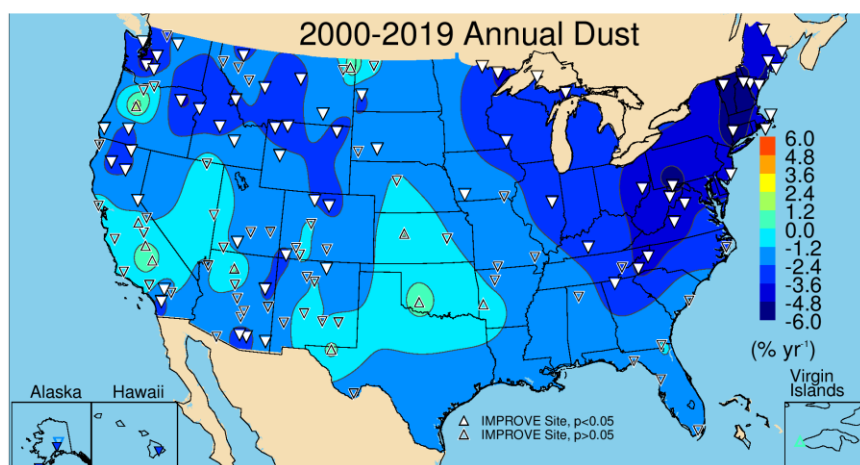 2000-2019 Annual Dust
6.0
4.8
3.6
2.4
1.2
0.0
-1.2
-2.4
-3.6
-4.8
-6.0
(% yr-1)
Alaska
Hawaii
IMPROVE Site, p<0.05
IMPROVE Site, p>0.05
Virgin
Islands